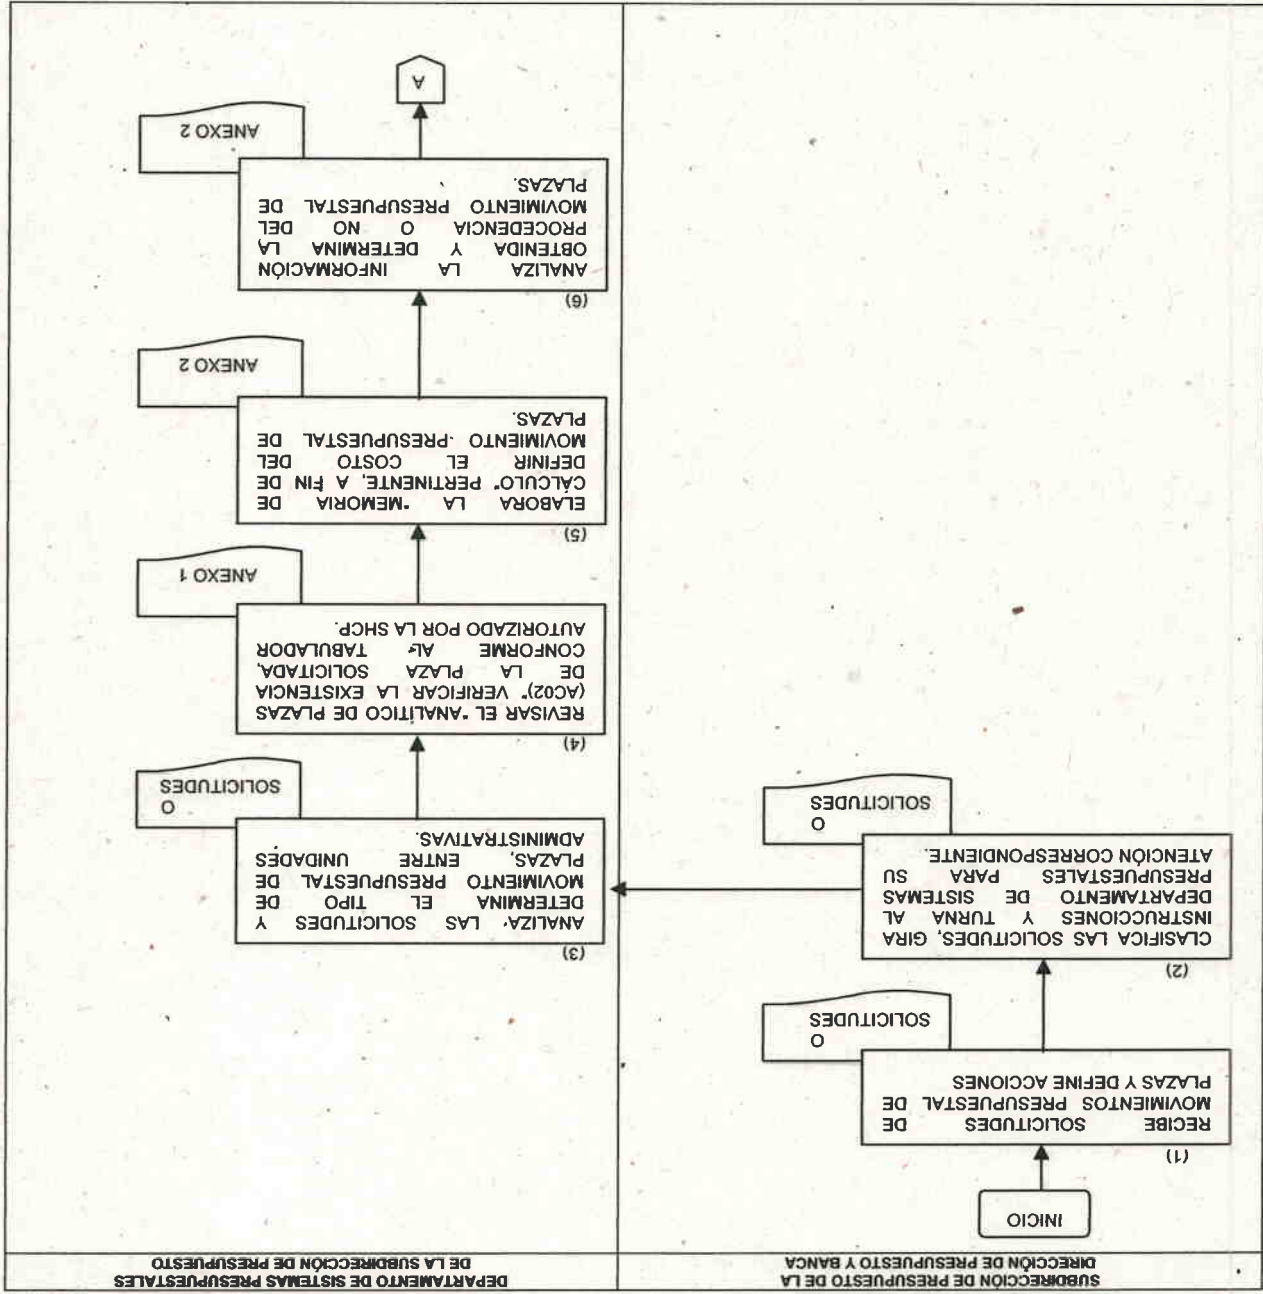 SUBDIRECCIÓN DE PRESUPUESTO DE LA
DIRECCIÓN DE PRESUPUESTO Y BANCA
DEPARTAMENTO DE SISTEMAS PRESUPUESTALES
DE LA SUBDIRECCIÓN DE PRESUPUESTO
INICIO
(1)
RECIBE SOLICITUDES DE
MOVIMIENTOS PRESUPUESTAL DE
PLAZAS Y DEFINE ACCIONES
O
SOLICITUDES
(2)
CLASIFICA LAS SOLICITUDES, GIRA
INSTRUCCIONES Y TURNA AL
DEPARTAMENTO DE SISTEMAS
PRESUPUESTALES PARA SU
ATENCIÓN CORRESPONDIENTE.
O
SOLICITUDES
(3)
ANALIZA LAS SOLICITUDES Y
DETERMINA EL TIPO DE
MOVIMIENTO PRESUPUESTAL DE
PLAZAS, ENTRE UNIDADES
ADMINISTRATIVAS.
O
SOLICITUDES
(4)
REVISAR EL "ANALÍTICO DE PLAZAS
(AC02)" VERIFICAR LA EXISTENCIA
DE LA PLAZA SOLICITADA,
CONFORME AL TABULADOR
AUTORIZADO POR LA SHCP.
ANEXO 1
(5)
ELABORA LA "MEMORIA DE
CÁLCULO" PERTINENTE, A FIN DE
DEFINIR EL COSTO DEL
MOVIMIENTO PRESUPUESTAL DE
PLAZAS.
ANEXO 2
(6)
ANALIZA LA INFORMACIÓN
OBTENIDA Y DETERMINA LA
PROCEDENCIA O NO DEL
MOVIMIENTO PRESUPUESTAL DE
PLAZAS.
ANEXO 2
A